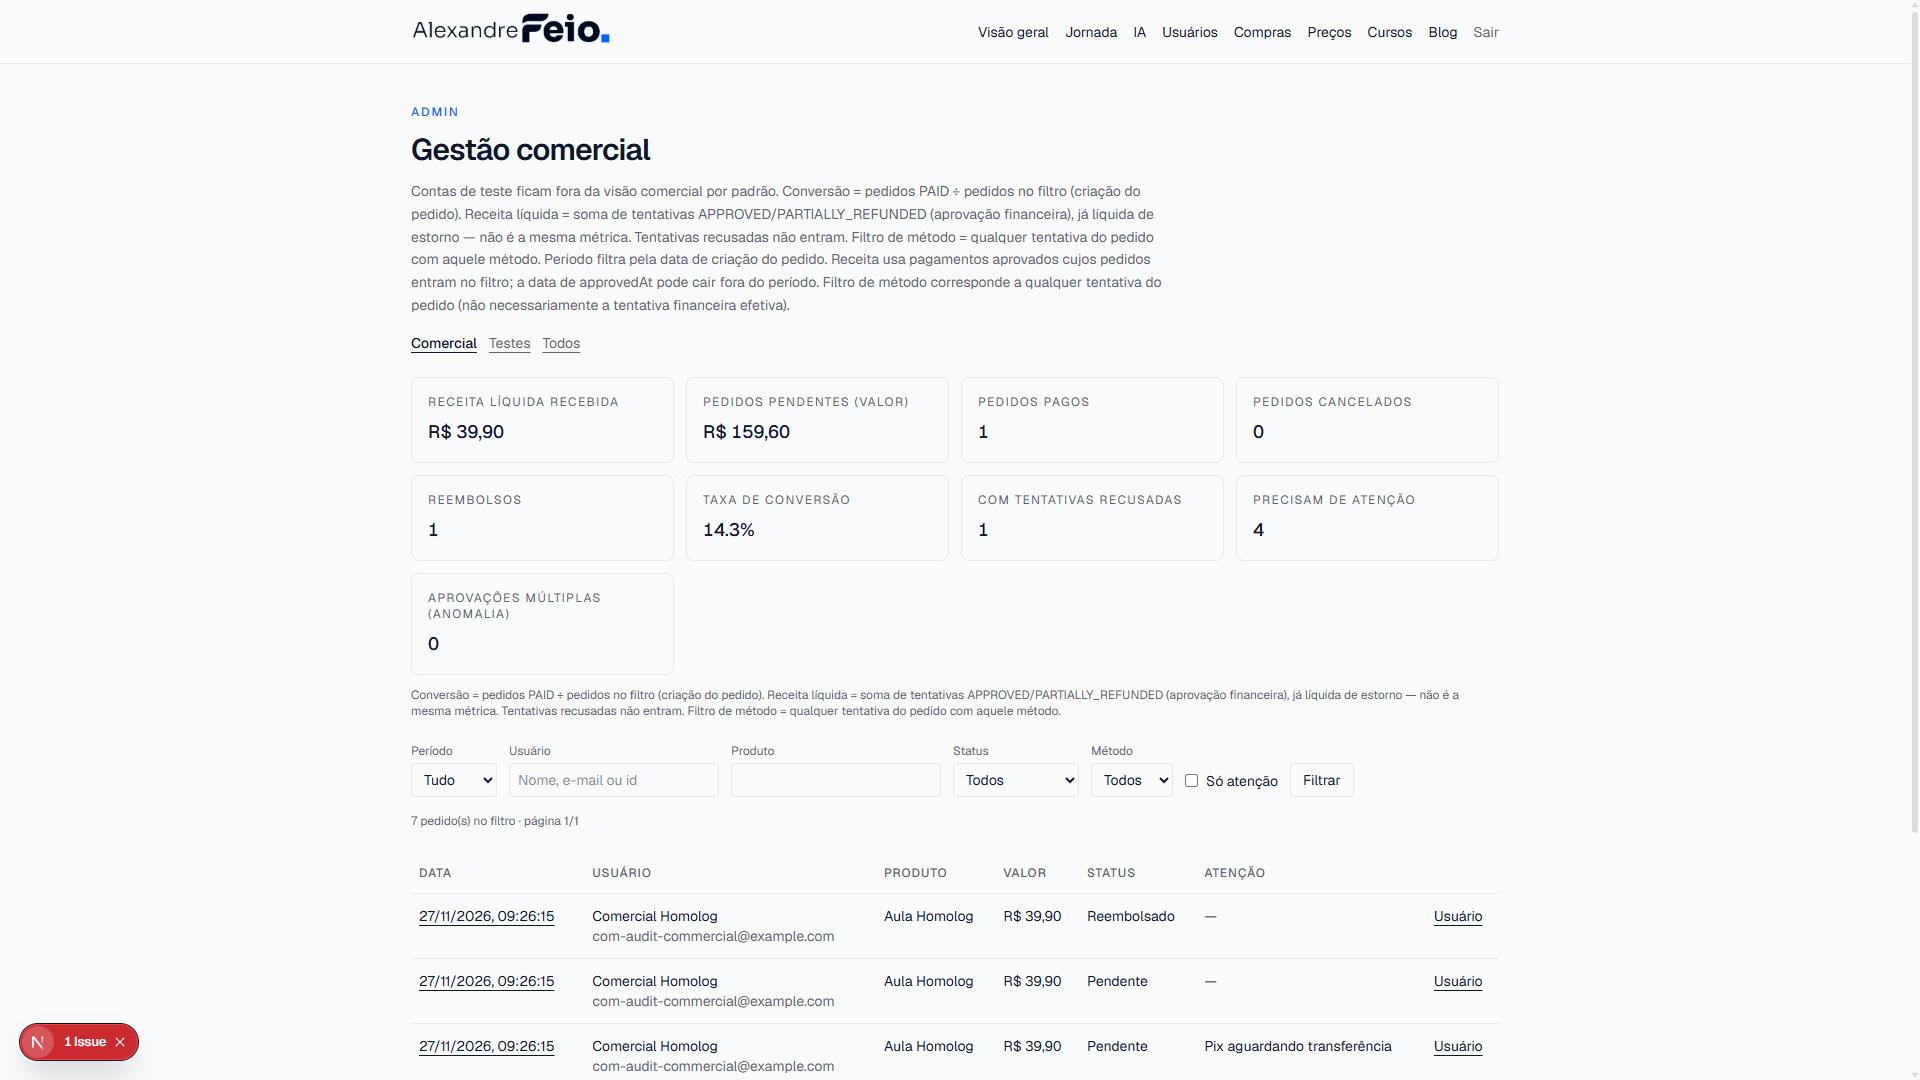 AlexandreFeio.
Visão geral Jornada IA Usuários Compras Preços Cursos Blog Sair
ADMIN
Gestão comercial
Contas de teste ficam fora da visão comercial por padrão. Conversão = pedidos PAID ÷ pedidos no filtro (criação do
pedido). Receita líquida = soma de tentativas APPROVED/PARTIALLY_REFUNDED (aprovação financeira), já líquida de
estorno — não é a mesma métrica. Tentativas recusadas não entram. Filtro de método = qualquer tentativa do pedido
com aquele método. Período filtra pela data de criação do pedido. Receita usa pagamentos aprovados cujos pedidos
entram no filtro; a data de approvedAt pode cair fora do período. Filtro de método corresponde a qualquer tentativa do
pedido (não necessariamente a tentativa financeira efetiva).
Comercial Testes Todos
RECEITA LÍQUIDA RECEBIDA
R$ 39,90
PEDIDOS PENDENTES (VALOR)
R$ 159,60
PEDIDOS PAGOS
1
PEDIDOS CANCELADOS
0
REEMBOLSOS
1
TAXA DE CONVERSÃO
14.3%
COM TENTATIVAS RECUSADAS
1
PRECISAM DE ATENÇÃO
4
APROVAÇÕES MÚLTIPLAS
(ANOMALIA)
0
Conversão = pedidos PAID ÷ pedidos no filtro (criação do pedido). Receita líquida = soma de tentativas APPROVED/PARTIALLY_REFUNDED (aprovação financeira), já líquida de estorno — não é a
mesma métrica. Tentativas recusadas não entram. Filtro de método = qualquer tentativa do pedido com aquele método.
Período Usuário Produto Status Método
Tudo Nome, e-mail ou id Todos Todos Só atenção Filtrar
7 pedido(s) no filtro · página 1/1
DATA USUÁRIO PRODUTO VALOR STATUS ATENÇÃO
27/11/2026, 09:26:15 Comercial Homolog Aula Homolog R$ 39,90 Reembolsado — Usuário
com-audit-commercial@example.com
27/11/2026, 09:26:15 Comercial Homolog Aula Homolog R$ 39,90 Pendente — Usuário
com-audit-commercial@example.com
27/11/2026, 09:26:15 Comercial Homolog Aula Homolog R$ 39,90 Pendente Pix aguardando transferência Usuário
com-audit-commercial@example.com
N 1 Issue